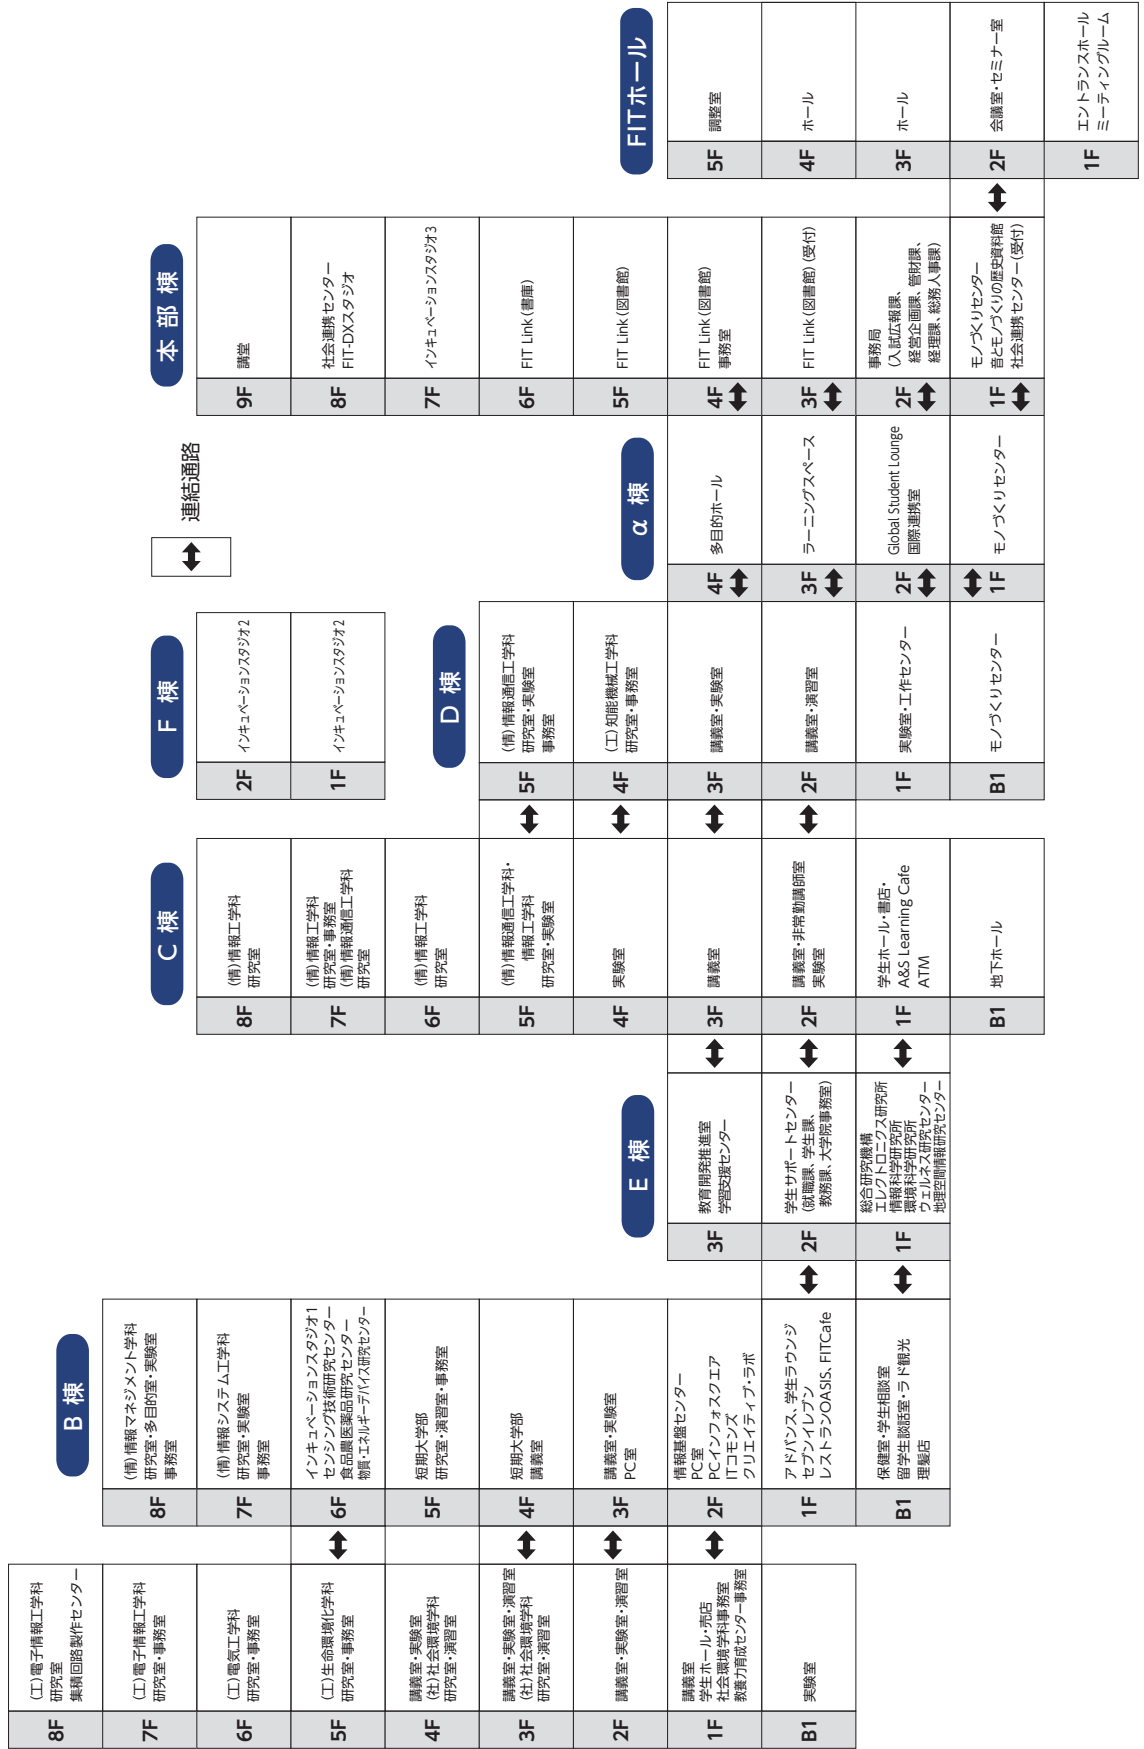 8F
(工)電子情報工学科
研究室
集積回路製作センター
7F
(工)電子情報工学科
研究室・事務室
6F
(工)電気工学科
研究室・事務室
5F
(工)生命環境化学科
研究室・事務室
4F
講義室・実験室
(社)社会環境学科
研究室・演習室
3F
講義室・実験室・演習室
(社)社会環境学科
研究室・演習室
2F
講義室・実験室・演習室
1F
講義室
学生ホール・売店
社会環境学科事務室
教養力育成センター事務室
B1
実験室
B 棟
8F
(情)情報マネジメント学科
研究室・多目的室・実験室
事務室
7F
(情)情報システム工学科
研究室・実験室
事務室
6F
インキュベーションスタジオ1
センシング技術研究センター
食品農医薬品研究センター
物質・エネルギーデバイス研究センター
5F
短期大学部
研究室・演習室・事務室
4F
短期大学部
講義室
3F
講義室・実験室
PC室
2F
情報基盤センター
PC室
PCインフォスクエア
ITコモンズ
クリエイティブ・ラボ
1F
アドバンス、学生ラウンジ
セブンイレブン
レストランOASIS、FITCafe
B1
保健室・学生相談室
留学生談話室・ラド観光
理髪店
E 棟
3F
教育開発推進室
学習支援センター
2F
学生サポートセンター
(就職課、学生課、
教務課、大学院事務室)
1F
総合研究機構
エレクトロニクス研究所
情報科学研究所
環境科学研究所
ウェルネス研究センター
地理空間情報研究センター
C 棟
8F
(情)情報工学科
研究室
7F
(情)情報工学科
研究室・事務室
(情)情報通信工学科
研究室
6F
(情)情報工学科
研究室
5F
(情)情報通信工学科・
情報工学科
研究室・実験室
4F
実験室
3F
講義室
2F
講義室・非常勤講師室
実験室
1F
学生ホール・書店・
A&S Learning Cafe
ATM
B1
地下ホール
F 棟
2F
インキュベーションスタジオ2
1F
インキュベーションスタジオ2
D 棟
5F
(情)情報通信工学科
研究室・実験室
事務室
4F
(工)知能機械工学科
研究室・事務室
3F
講義室・実験室
2F
講義室・演習室
1F
実験室・工作センター
B1
モノづくりセンター
連結通路
α 棟
4F
多目的ホール
3F
ラーニングスペース
2F
Global Student Lounge
国際連携室
1F
モノづくりセンター
本 部 棟
9F
講堂
8F
社会連携センター
FIT-DXスタジオ
7F
インキュベーションスタジオ3
6F
FIT Link(書庫)
5F
FIT Link(図書館)
4F
FIT Link(図書館)
事務室
3F
FIT Link(図書館)(受付)
2F
事務局
(入試広報課、
経営企画課、管財課、
経理課、総務人事課)
1F
モノづくりセンター
音とモノづくりの歴史資料館
社会連携センター(受付)
FITホール
5F
調整室
4F
ホール
3F
ホール
2F
会議室・セミナー室
1F
エントランスホール
ミーティングルーム